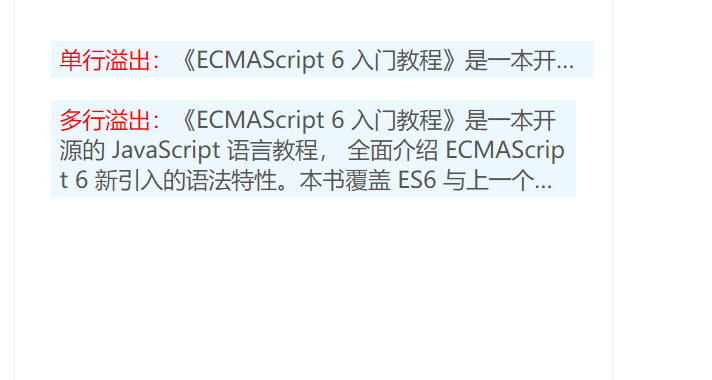 单行溢出：《ECMAScript 6 入门教程》是一本开...
多行溢出：《ECMAScript 6 入门教程》是一本开
源的 JavaScript 语言教程， 全面介绍 ECMAScrip
t 6 新引入的语法特性。本书覆盖 ES6 与上一个...